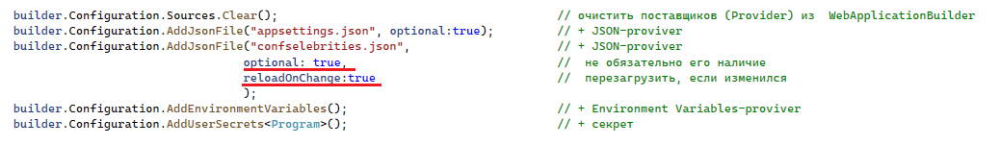 builder.Configuration.Sources.Clear(); // очистить поставщиков (Provider) из WebApplicationBuilder
builder.Configuration.AddJsonFile("appsettings.json", optional:true); // + JSON-proviver
builder.Configuration.AddJsonFile("confselebrities.json", // + JSON-proviver
optional: true, // не обязательно его наличие
reloadOnChange:true // перезагрузить, если изменился
);
builder.Configuration.AddEnvironmentVariables(); // + Environment Variables-proviver
builder.Configuration.AddUserSecrets<Program>(); // + секрет